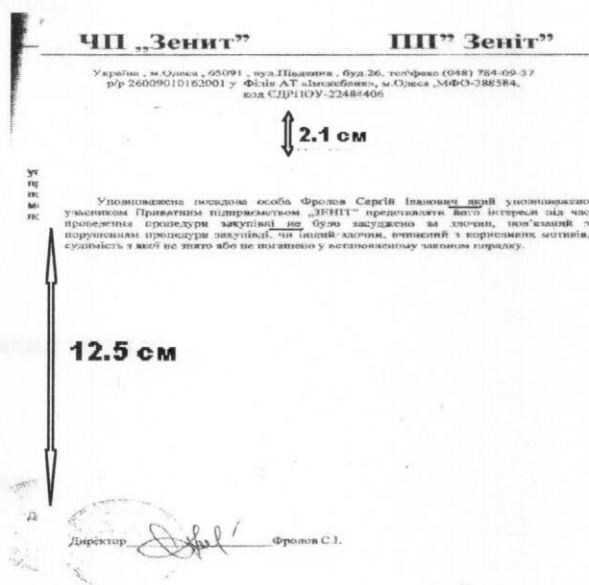 ЧП „Зенит” ПП” Зеніт”
Україна , м.Одеса , 65091 , вул.Південна , буд.26, тел/факс (048) 784-09-37
р/р 26009010162001 у Філія АТ «Імексбанк», м.Одеса ,МФО-388584,
код ЄДРПОУ-22484406
2.1 см
Уповноважена посадова особа Фролов Сергій Іванович який уповноважено
учасником Приватним підприємством „ЗЕНІТ” представляти його інтереси під час
проведення процедури закупівлі не було засуджено за злочин, пов'язаний з
порушенням процедури закупівлі, чи інший злочин, вчинений з корисливих мотивів,
судимість з якої не знято або не погашено у встановленому законом порядку.
12.5 см
Директор Фролов С.І.